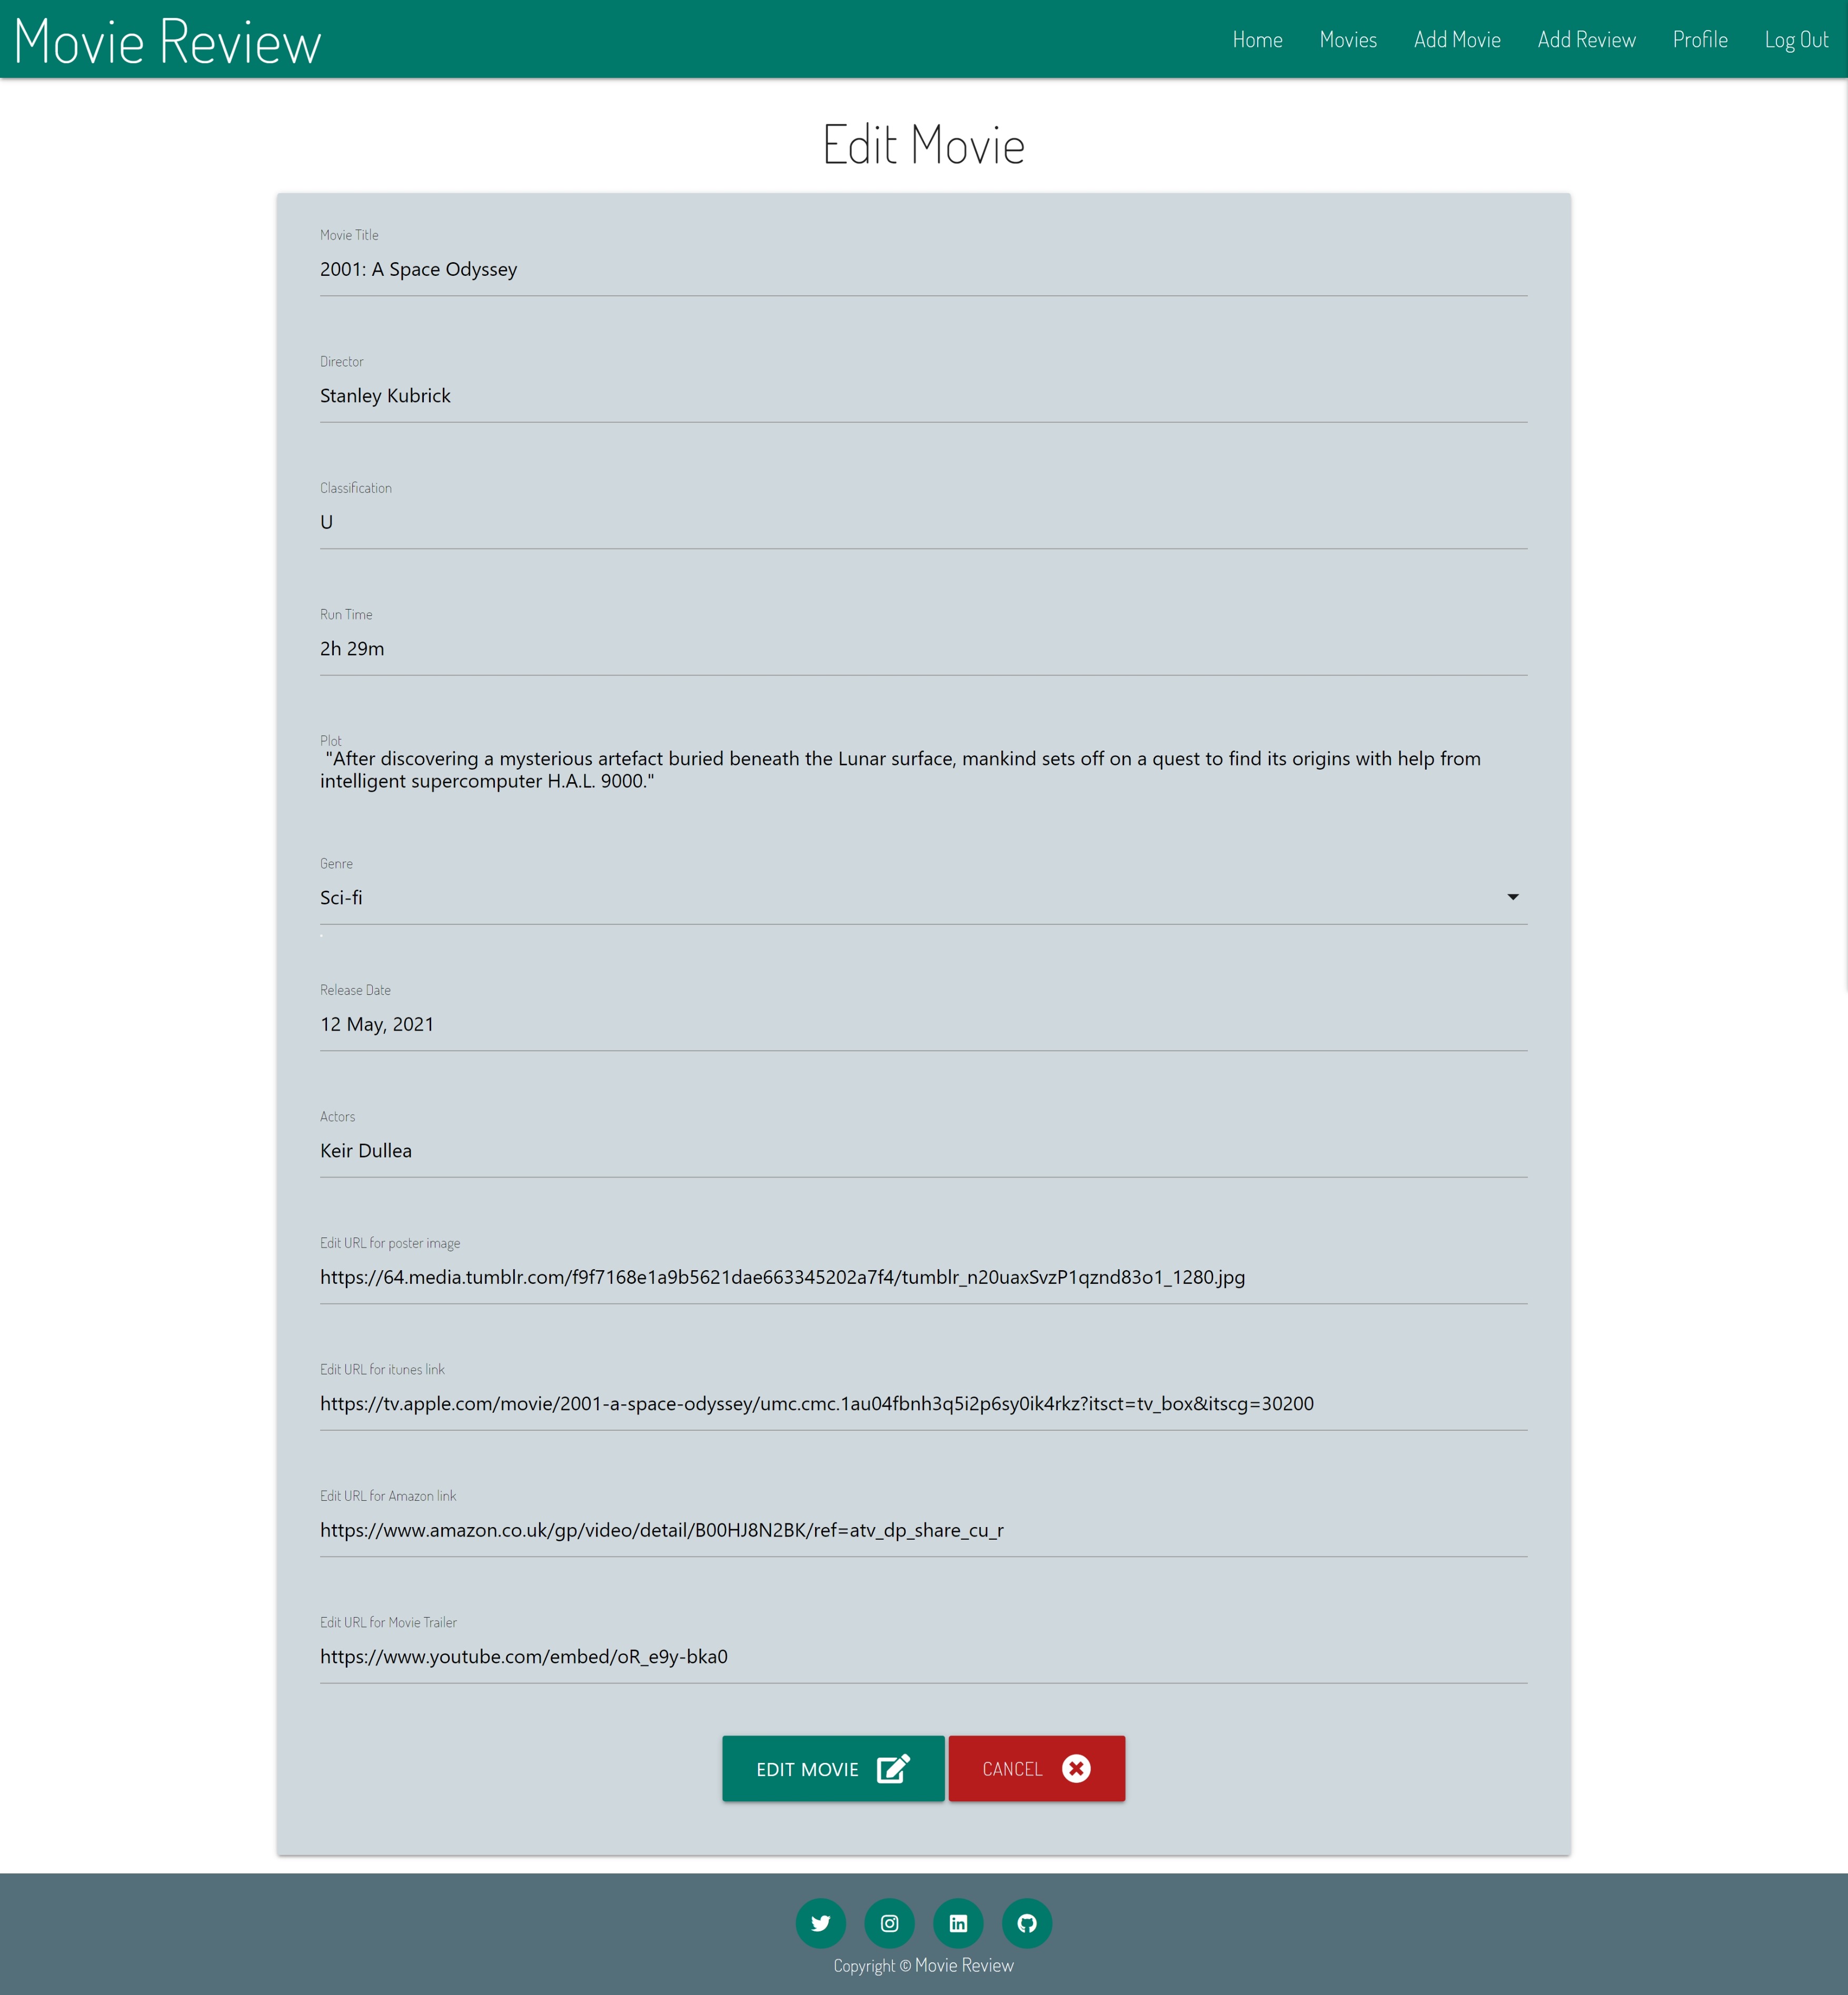 Movie Review
Home Movies Add Movie Add Review Profile Log Out
Edit Movie
Movie Title
2001: A Space Odyssey
Director
Stanley Kubrick
Classification
U
Run Time
2h 29m
Plot
"After discovering a mysterious artefact buried beneath the Lunar surface, mankind sets off on a quest to find its origins with help from
intelligent supercomputer H.A.L. 9000."
Genre
Sci-fi
Release Date
12 May, 2021
Actors
Keir Dullea
Edit URL for poster image
https://64.media.tumblr.com/f9f7168e1a9b5621dae663345202a7f4/tumblr_n20uaxSvzP1qznd83o1_1280.jpg
Edit URL for itunes link
https://tv.apple.com/movie/2001-a-space-odyssey/umc.cmc.1au04fbnh3q5i2p6sy0ik4rkz?itsct=tv_box&itscg=30200
Edit URL for Amazon link
https://www.amazon.co.uk/gp/video/detail/B00HJ8N2BK/ref=atv_dp_share_cu_r
Edit URL for Movie Trailer
https://www.youtube.com/embed/oR_e9y-bka0
EDIT MOVIE CANCEL
Copyright © Movie Review